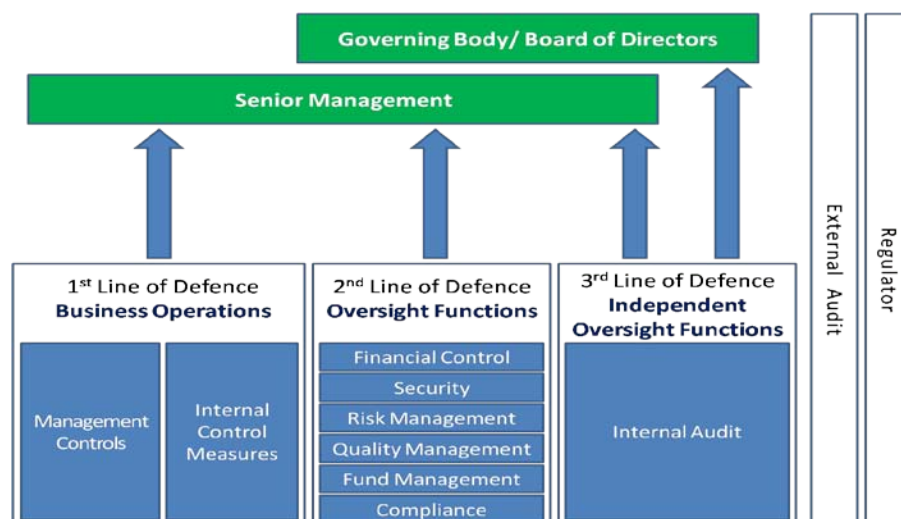 Governing Body/ Board of Directors
Senior Management
1st Line of Defence
Business Operations
Management
Controls
Internal
Control
Measures
2nd Line of Defence
Oversight Functions
Financial Control
Security
Risk Management
Quality Management
Fund Management
Compliance
3rd Line of Defence
Independent
Oversight Functions
Internal Audit
External Audit
Regulator